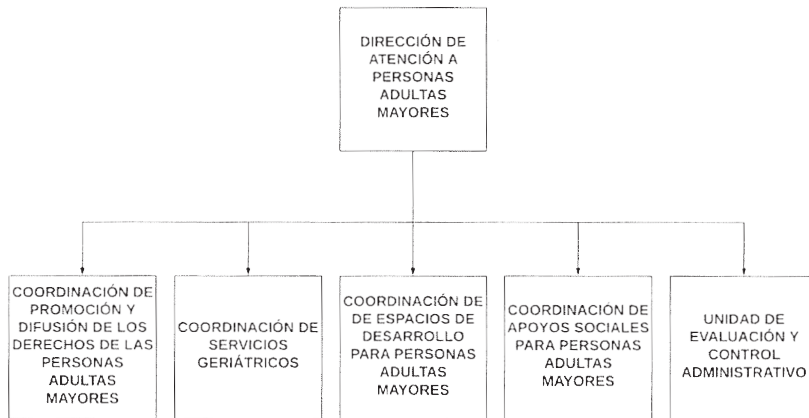 DIRECCIÓN DE
ATENCIÓN A
PERSONAS
ADULTAS
MAYORES
COORDINACIÓN DE
PROMOCIÓN Y
DIFUSIÓN DE LOS
DERECHOS DE LAS
PERSONAS
ADULTAS
MAYORES
COORDINACIÓN DE
SERVICIOS
GERIÁTRICOS
COORDINACIÓN DE
DE ESPACIOS DE
DESARROLLO
PARA PERSONAS
ADULTAS
MAYORES
COORDINACIÓN DE
APOYOS SOCIALES
PARA PERSONAS
ADULTAS
MAYORES
UNIDAD DE
EVALUACIÓN Y
CONTROL
ADMINISTRATIVO